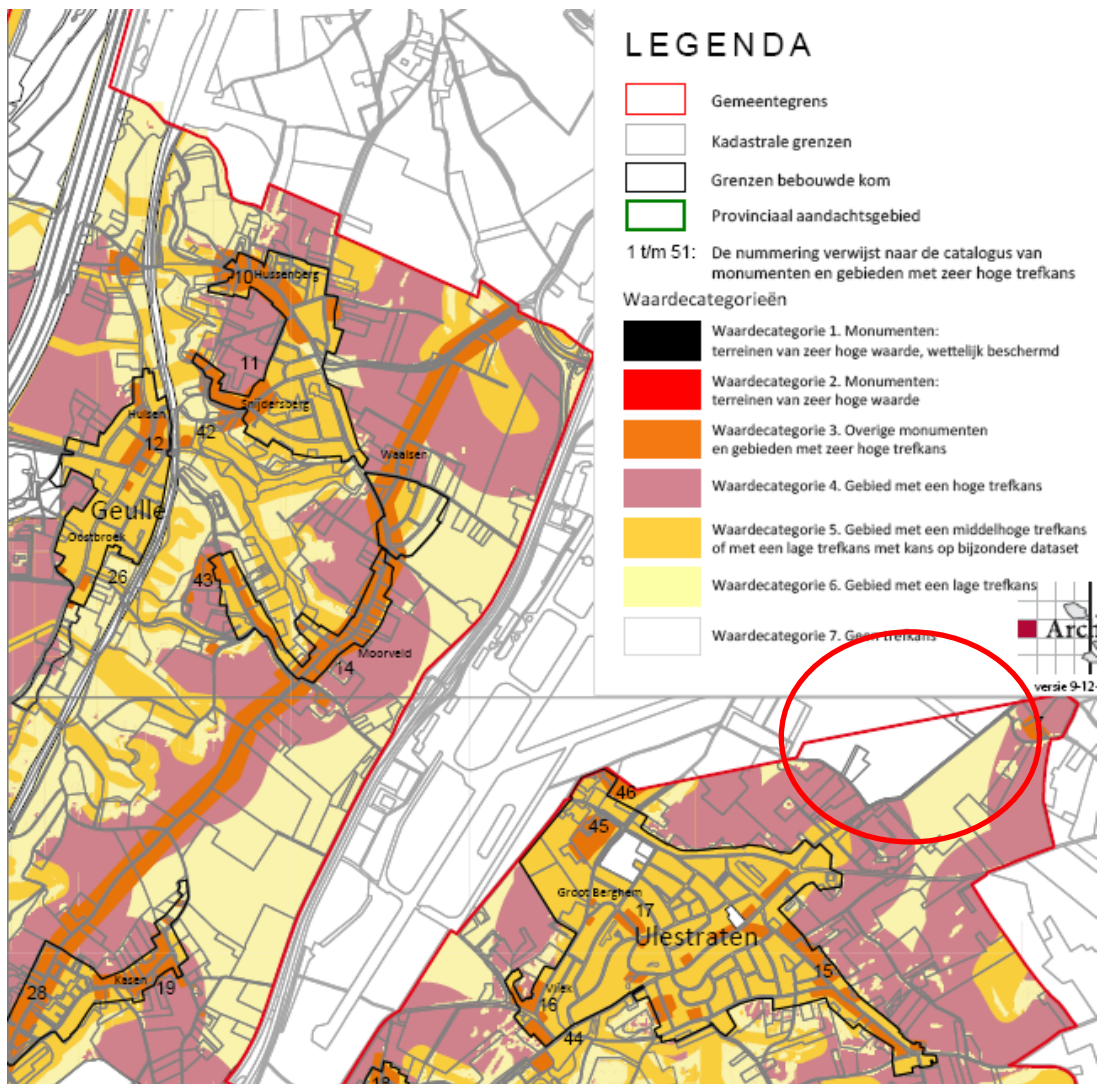 LEGENDA
Gemeentegrens
Kadastrale grenzen
Grenzen bebouwde kom
Provinciaal aandachtsgebied
1 t/m 51: De nummering verwijst naar de catalogus van
monumenten en gebieden met zeer hoge trefkans
Waardecategorieën
Waardecategorie 1. Monumenten:
terreinen van zeer hoge waarde, wettelijk beschermd
Waardecategorie 2. Monumenten:
terreinen van zeer hoge waarde
Waardecategorie 3. Overige monumenten
en gebieden met zeer hoge trefkans
Waardecategorie 4. Gebied met een hoge trefkans
Waardecategorie 5. Gebied met een middelhoge trefkans
of met een lage trefkans met kans op bijzondere dataset
Waardecategorie 6. Gebied met een lage trefkans
Waardecategorie 7. Geen trefkans
Arch
versie 9-12-
10
Hussenberg
11
Snijdersberg
Hulsen
12
42
Waalsen
Geulle
Oostbroek
26
43
Moorveld
14
46
45
Groot Berghem
17
Ulestraten
15
Kasen
19
28
Vliek
16
44
18